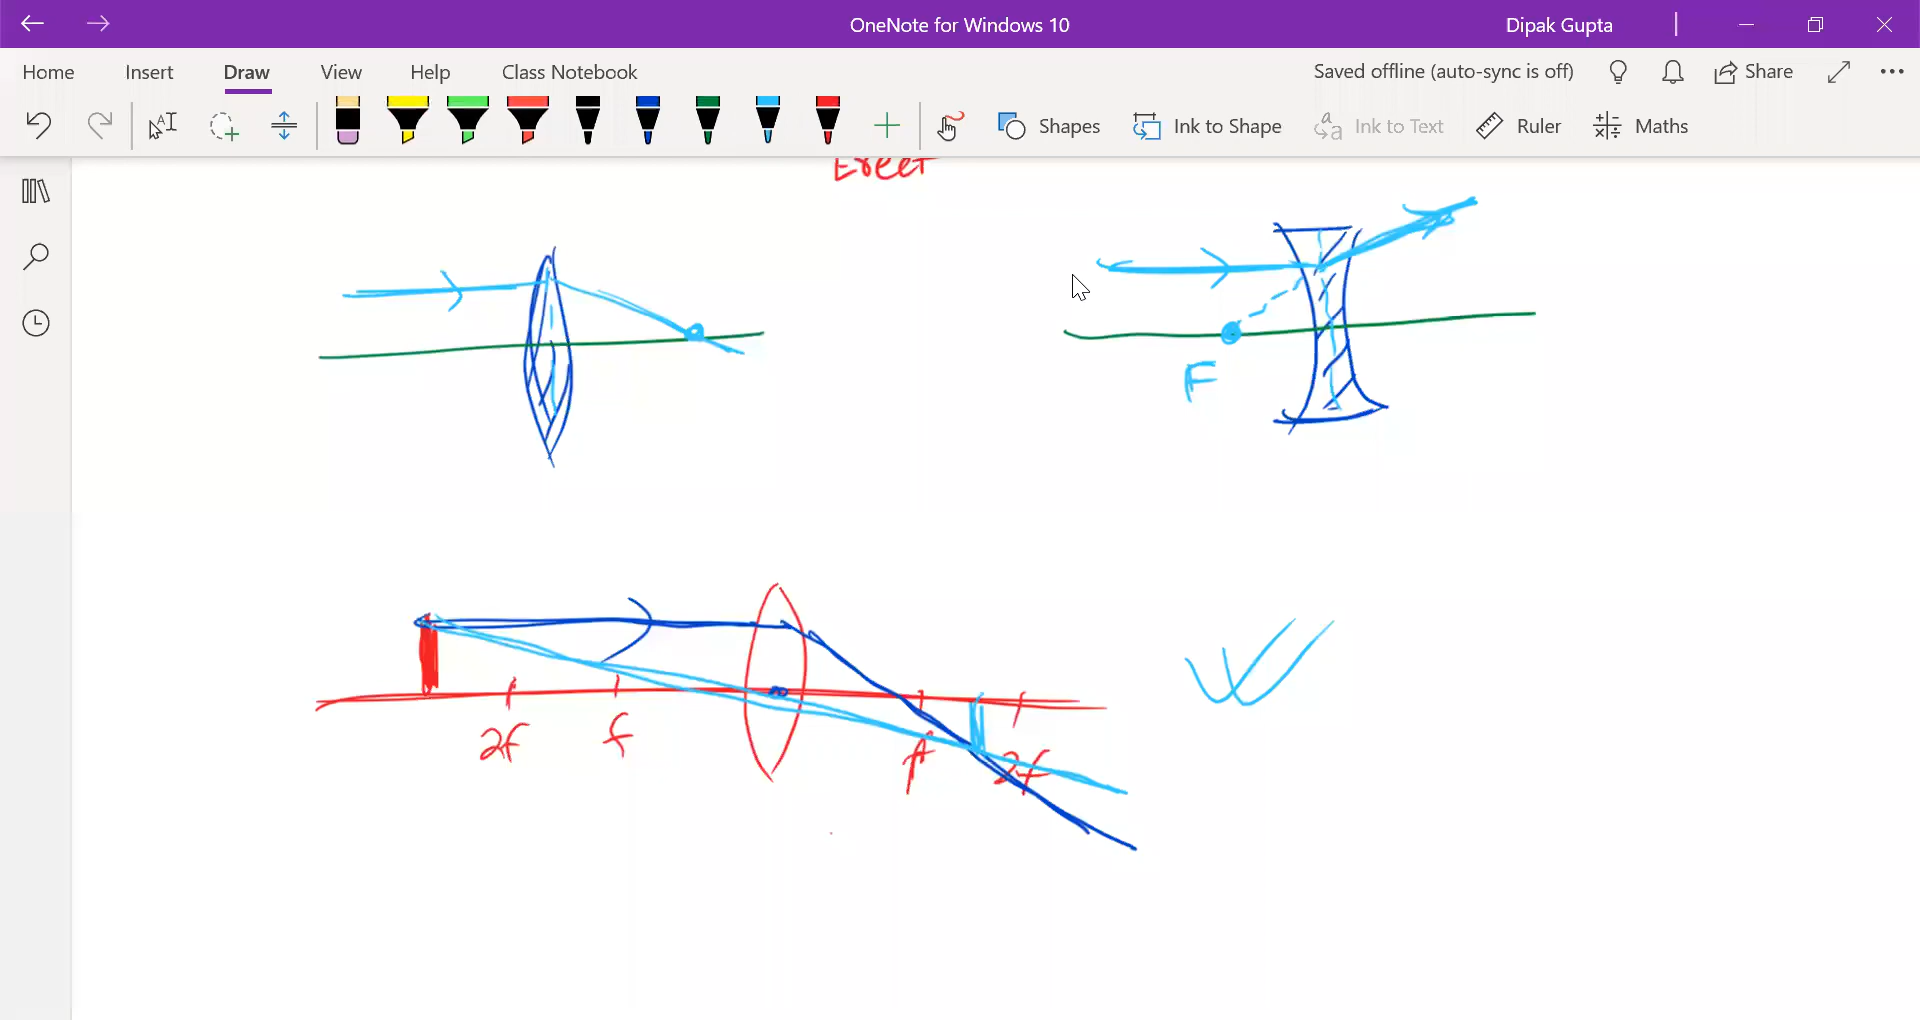 OneNote for Windows 10
Dipak Gupta
Home Insert Draw View Help Class Notebook
Saved offline (auto-sync is off) Share
Shapes Ink to Shape Ink to Text Ruler Maths
Erect
F
2f f f 2f